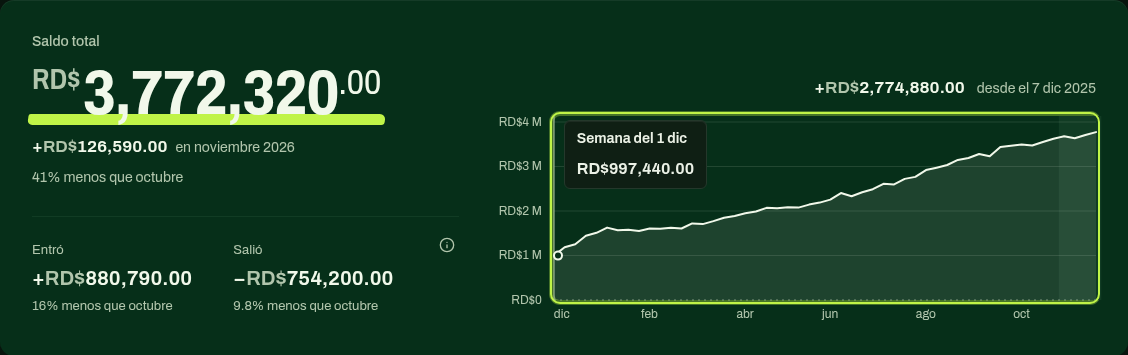 Saldo total
RD$3,772,320.00
+RD$126,590.00 en noviembre 2026
41% menos que octubre
Entró
+RD$880,790.00
16% menos que octubre
Salió
−RD$754,200.00
9.8% menos que octubre
+RD$2,774,880.00 desde el 7 dic 2025
RD$4 M
RD$3 M
RD$2 M
RD$1 M
RD$0
Semana del 1 dic
RD$997,440.00
dic feb abr jun ago oct